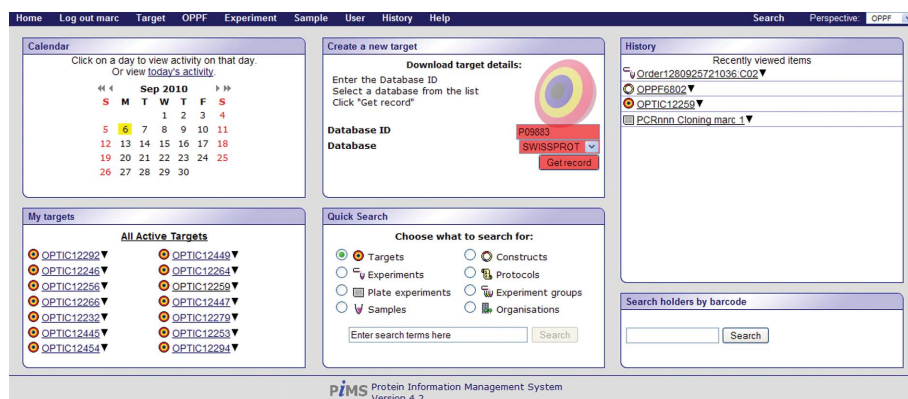 Home Log out marc Target OPPF Experiment Sample User History Help Search Perspective: OPPF
Calendar
Click on a day to view activity on that day.
Or view today's activity.
Sep 2010
S M T W T F S
1 2 3 4
5 6 7 8 9 10 11
12 13 14 15 16 17 18
19 20 21 22 23 24 25
26 27 28 29 30
Create a new target
Download target details:
Enter the Database ID
Select a database from the list
Click "Get record"
Database ID P09883
Database SWISSPROT
Get record
History
Recently viewed items
Order1280925721036:C02▼
OPPF6802▼
OPTIC12259▼
PCRnnn Cloning marc 1▼
My targets
All Active Targets
OPTIC12292▼ OPTIC12449▼
OPTIC12246▼ OPTIC12264▼
OPTIC12256▼ OPTIC12259▼
OPTIC12266▼ OPTIC12447▼
OPTIC12232▼ OPTIC12279▼
OPTIC12445▼ OPTIC12253▼
OPTIC12454▼ OPTIC12294▼
Quick Search
Choose what to search for:
Targets Constructs
Experiments Protocols
Plate experiments Experiment groups
Samples Organisations
Enter search terms here Search
Search holders by barcode
Search
PiMS Protein Information Management System
Version 4.2